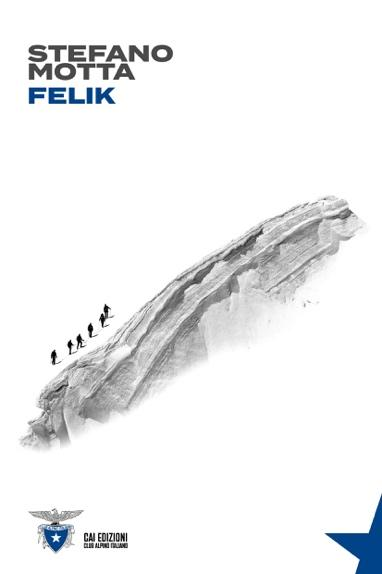 STEFANO
MOTTA
FELIK
CAI EDIZIONI
CLUB ALPINO ITALIANO